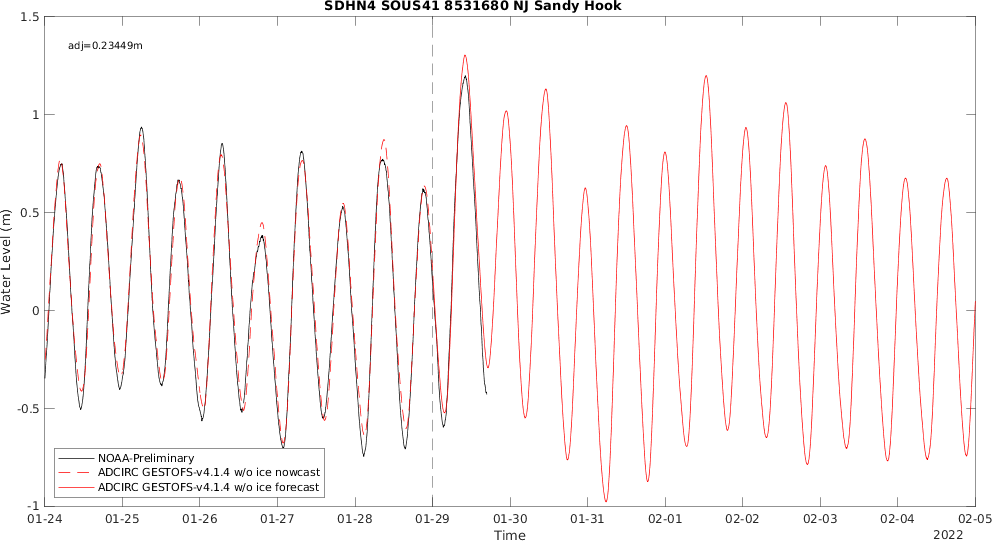 SDHN4 SOUS41 8531680 NJ Sandy Hook
adj=0.23449m
1.5
1
0.5
0
-0.5
-1
Water Level (m)
NOAA-Preliminary
ADCIRC GESTOFS-v4.1.4 w/o ice nowcast
ADCIRC GESTOFS-v4.1.4 w/o ice forecast
01-24 01-25 01-26 01-27 01-28 01-29 01-30 01-31 02-01 02-02 02-03 02-04 02-05
Time
2022